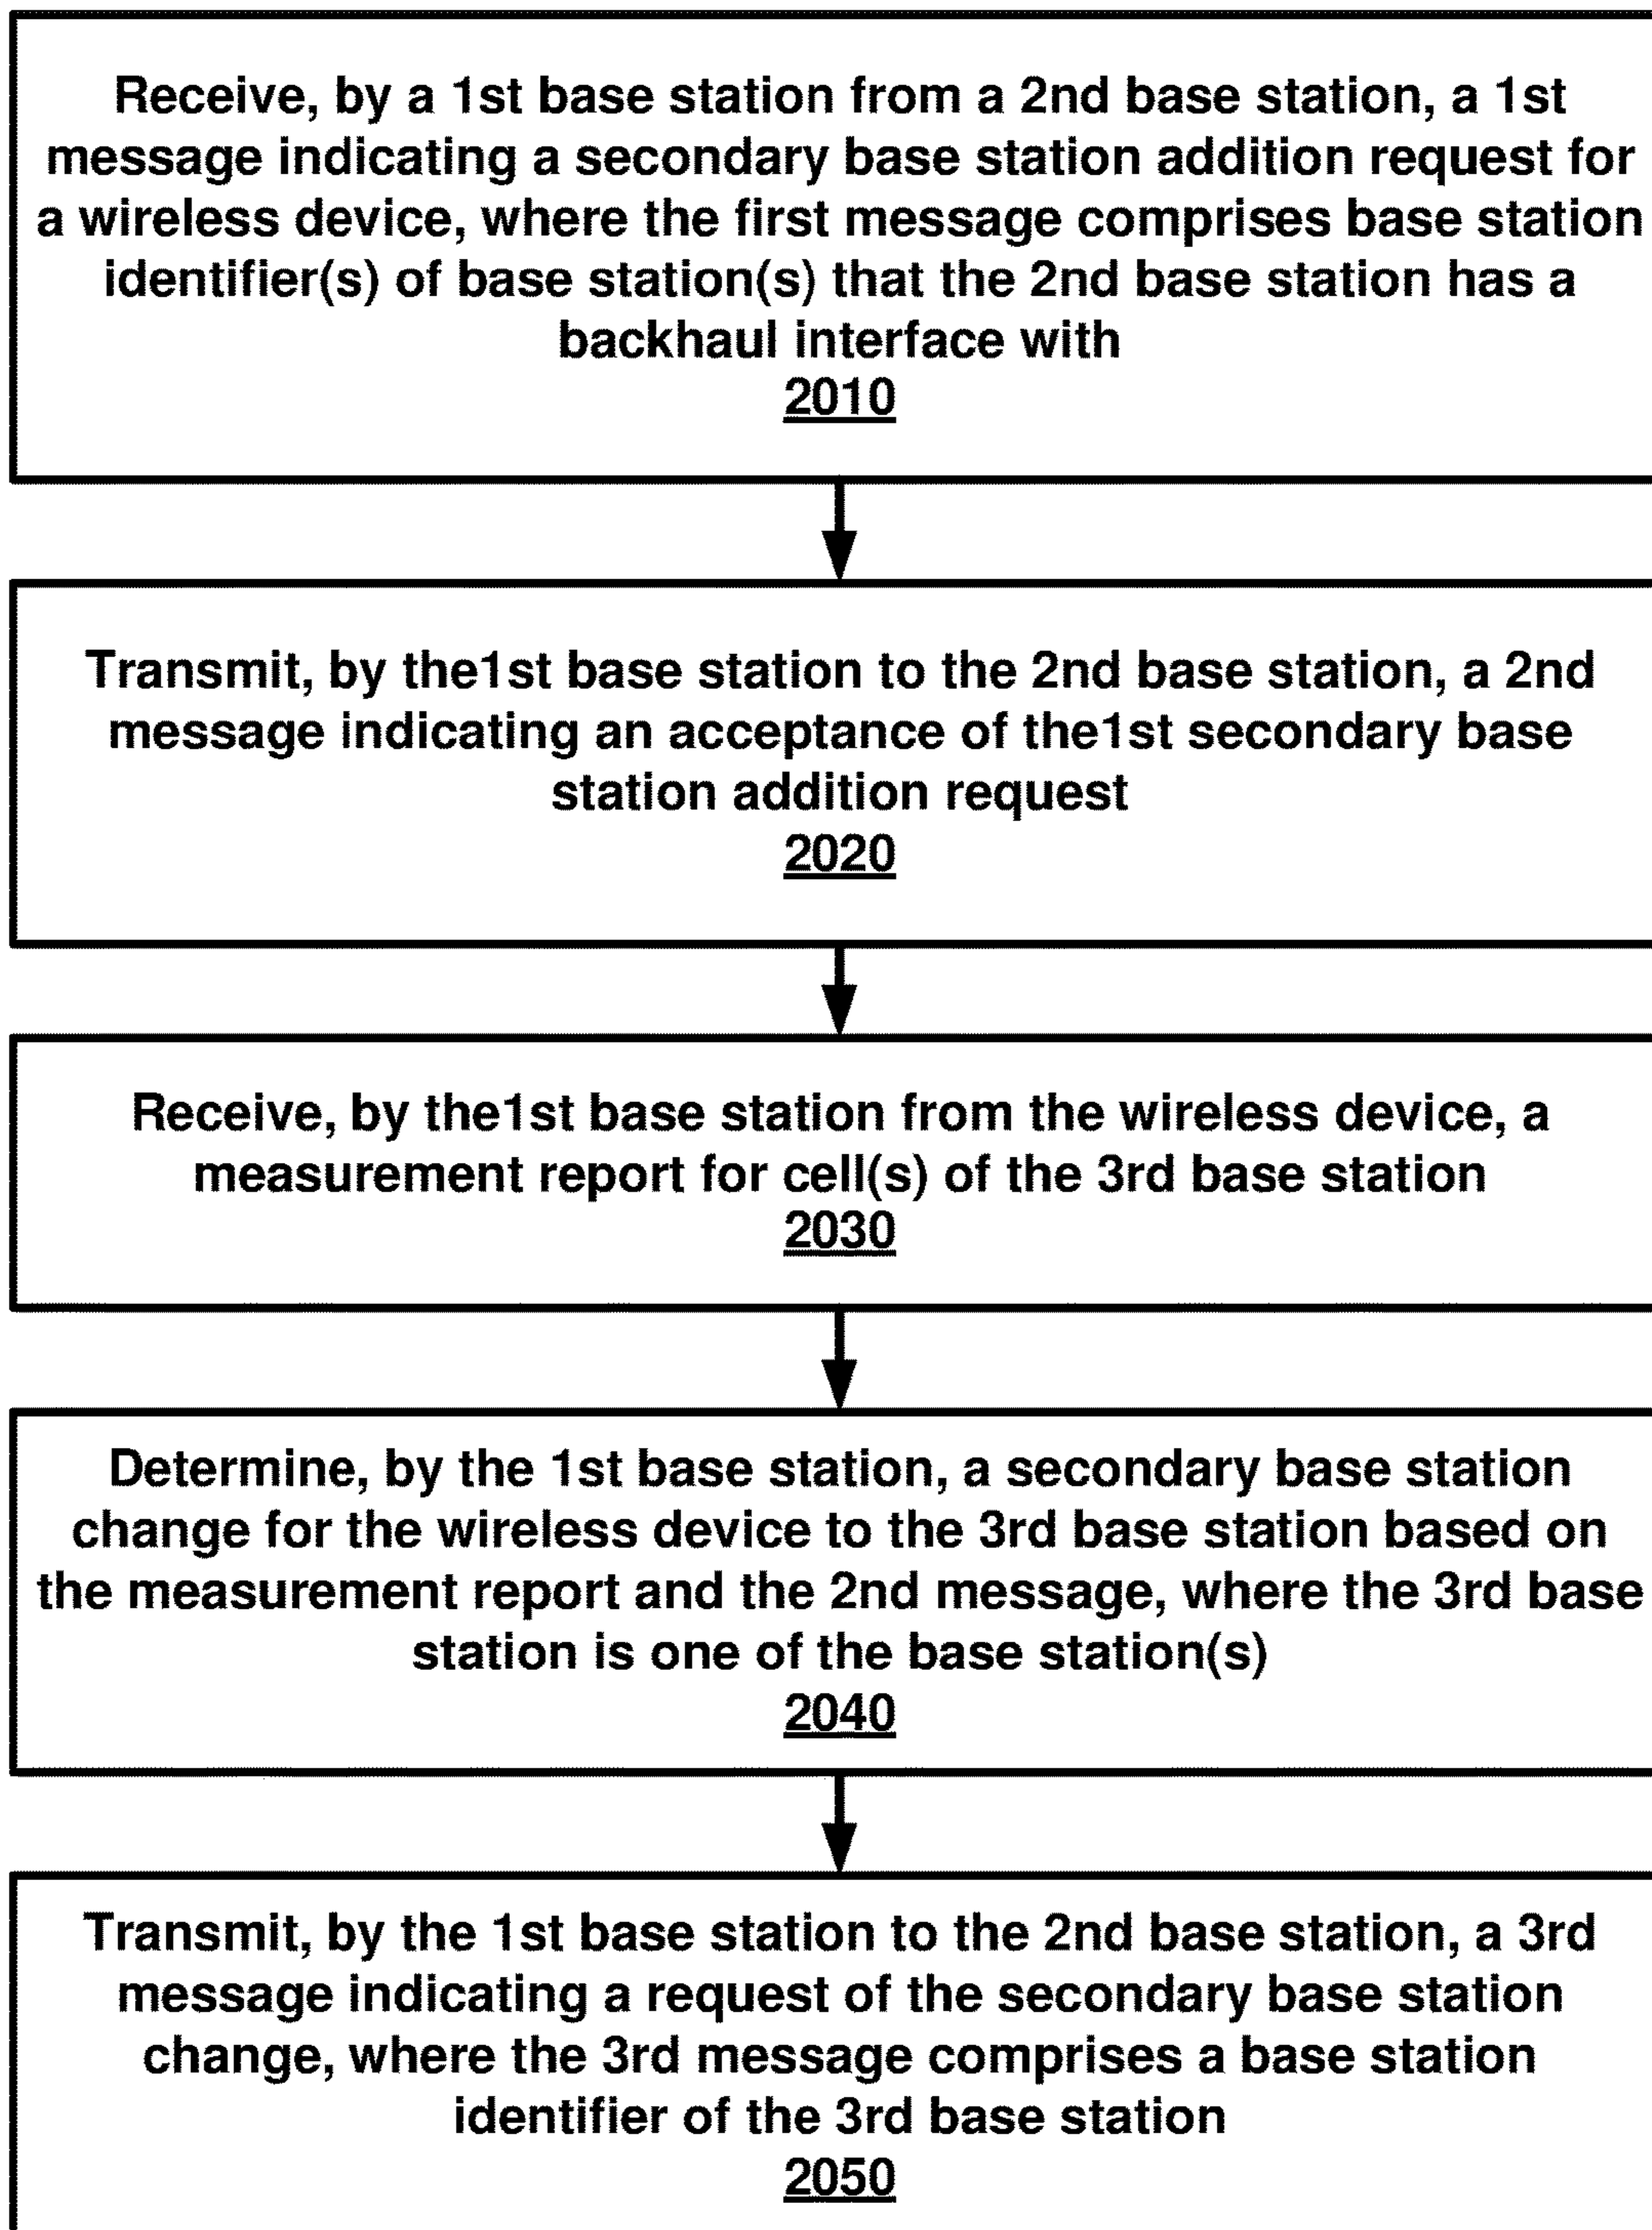 Receive, by a 1st base station from a 2nd base station, a 1st
message indicating a secondary base station addition request for
a wireless device, where the first message comprises base station
identifier(s) of base station(s) that the 2nd base station has a
backhaul interface with
2010
Transmit, by the1st base station to the 2nd base station, a 2nd
message indicating an acceptance of the1st secondary base
station addition request
2020
Receive, by the1st base station from the wireless device, a
measurement report for cell(s) of the 3rd base station
2030
Determine, by the 1st base station, a secondary base station
change for the wireless device to the 3rd base station based on
the measurement report and the 2nd message, where the 3rd base
station is one of the base station(s)
2040
Transmit, by the 1st base station to the 2nd base station, a 3rd
message indicating a request of the secondary base station
change, where the 3rd message comprises a base station
identifier of the 3rd base station
2050